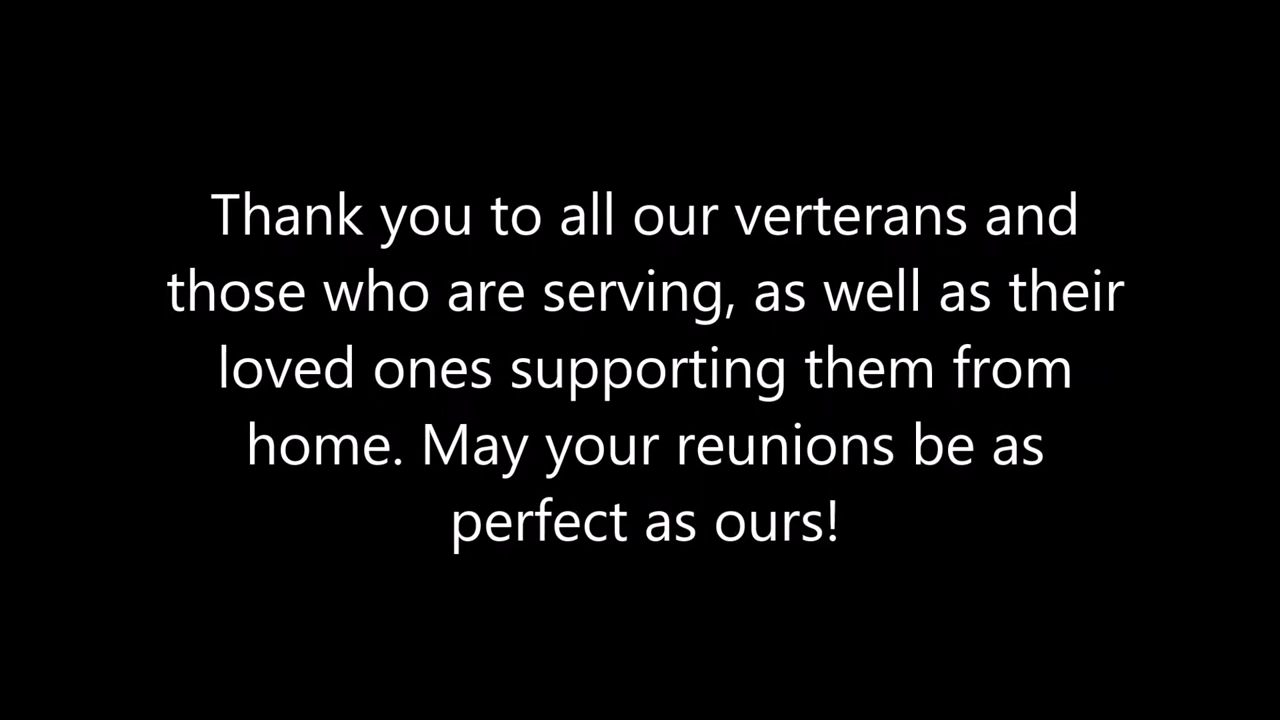 Thank you to all our verterans and
those who are serving, as well as their
loved ones supporting them from
home. May your reunions be as
perfect as ours!